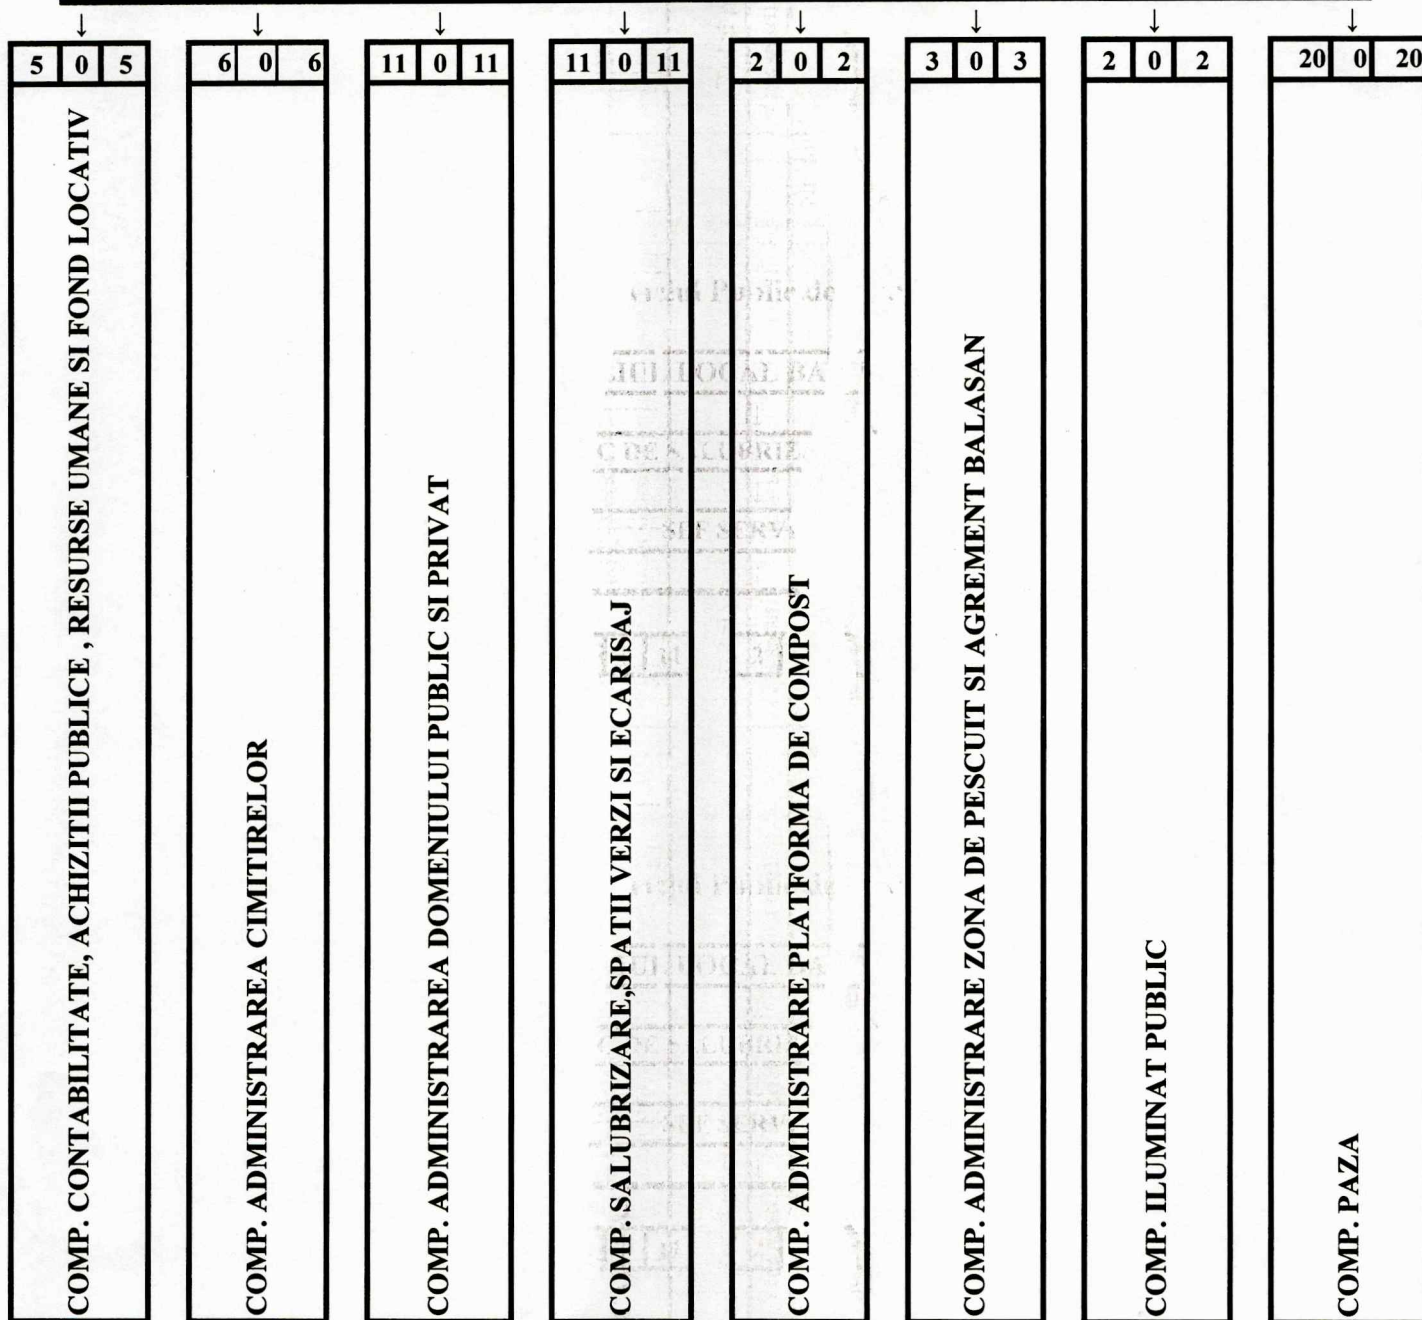 ↓ ↓ ↓ ↓ ↓ ↓ ↓ ↓
5 0 5
COMP. CONTABILITATE, ACHIZITII PUBLICE , RESURSE UMANE SI FOND LOCATIV
6 0 6
COMP. ADMINISTRAREA CIMITIRELOR
11 0 11
COMP. ADMINISTRAREA DOMENIULUI PUBLIC SI PRIVAT
11 0 11
COMP. SALUBRIZARE,SPATII VERZI SI ECARISAJ
2 0 2
COMP. ADMINISTRARE PLATFORMA DE COMPOST
3 0 3
COMP. ADMINISTRARE ZONA DE PESCUIT SI AGREMENT BALASAN
2 0 2
COMP. ILUMINAT PUBLIC
20 0 20
COMP. PAZA